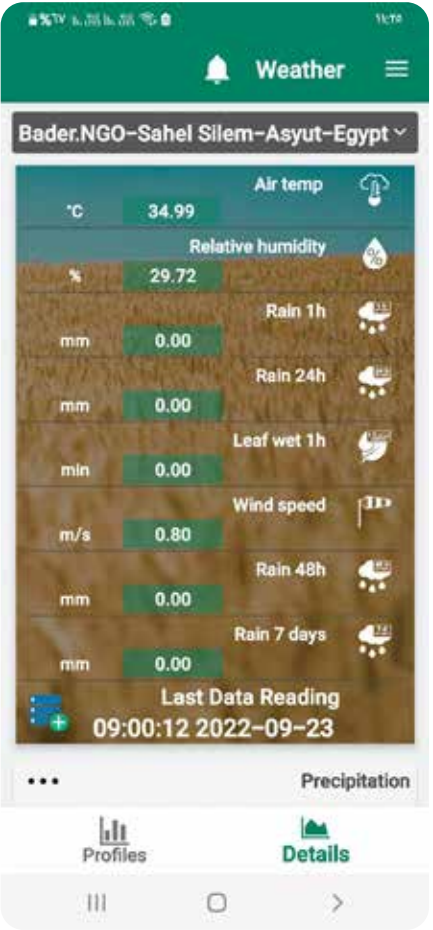 Weather
Bader.NGO-Sahel Silem-Asyut-Egypt
Air temp
°C 34.99
Relative humidity
% 29.72
Rain 1h
mm 0.00
Rain 24h
mm 0.00
Leaf wet 1h
min 0.00
Wind speed
m/s 0.80
Rain 48h
mm 0.00
Rain 7 days
mm 0.00
Last Data Reading
09:00:12 2022-09-23
Precipitation
Profiles
Details